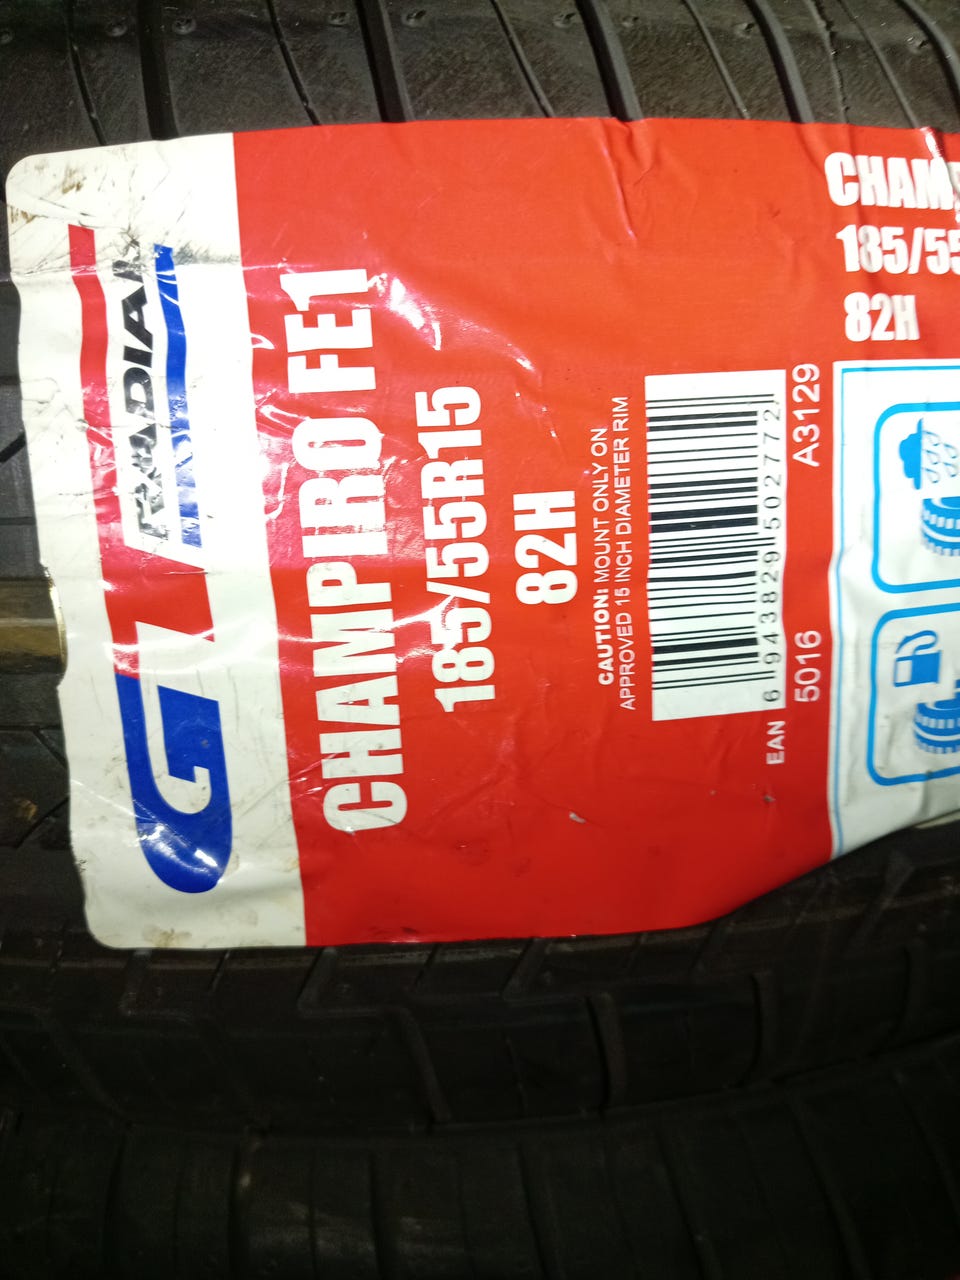 GT RADIAL
CHAMPIRO FE1
185/55R15
82H
CAUTION: MOUNT ONLY ON
APPROVED 15 INCH DIAMETER RIM
EAN 6 943829 502772
5016 A3129
CHAM
185/55
82H